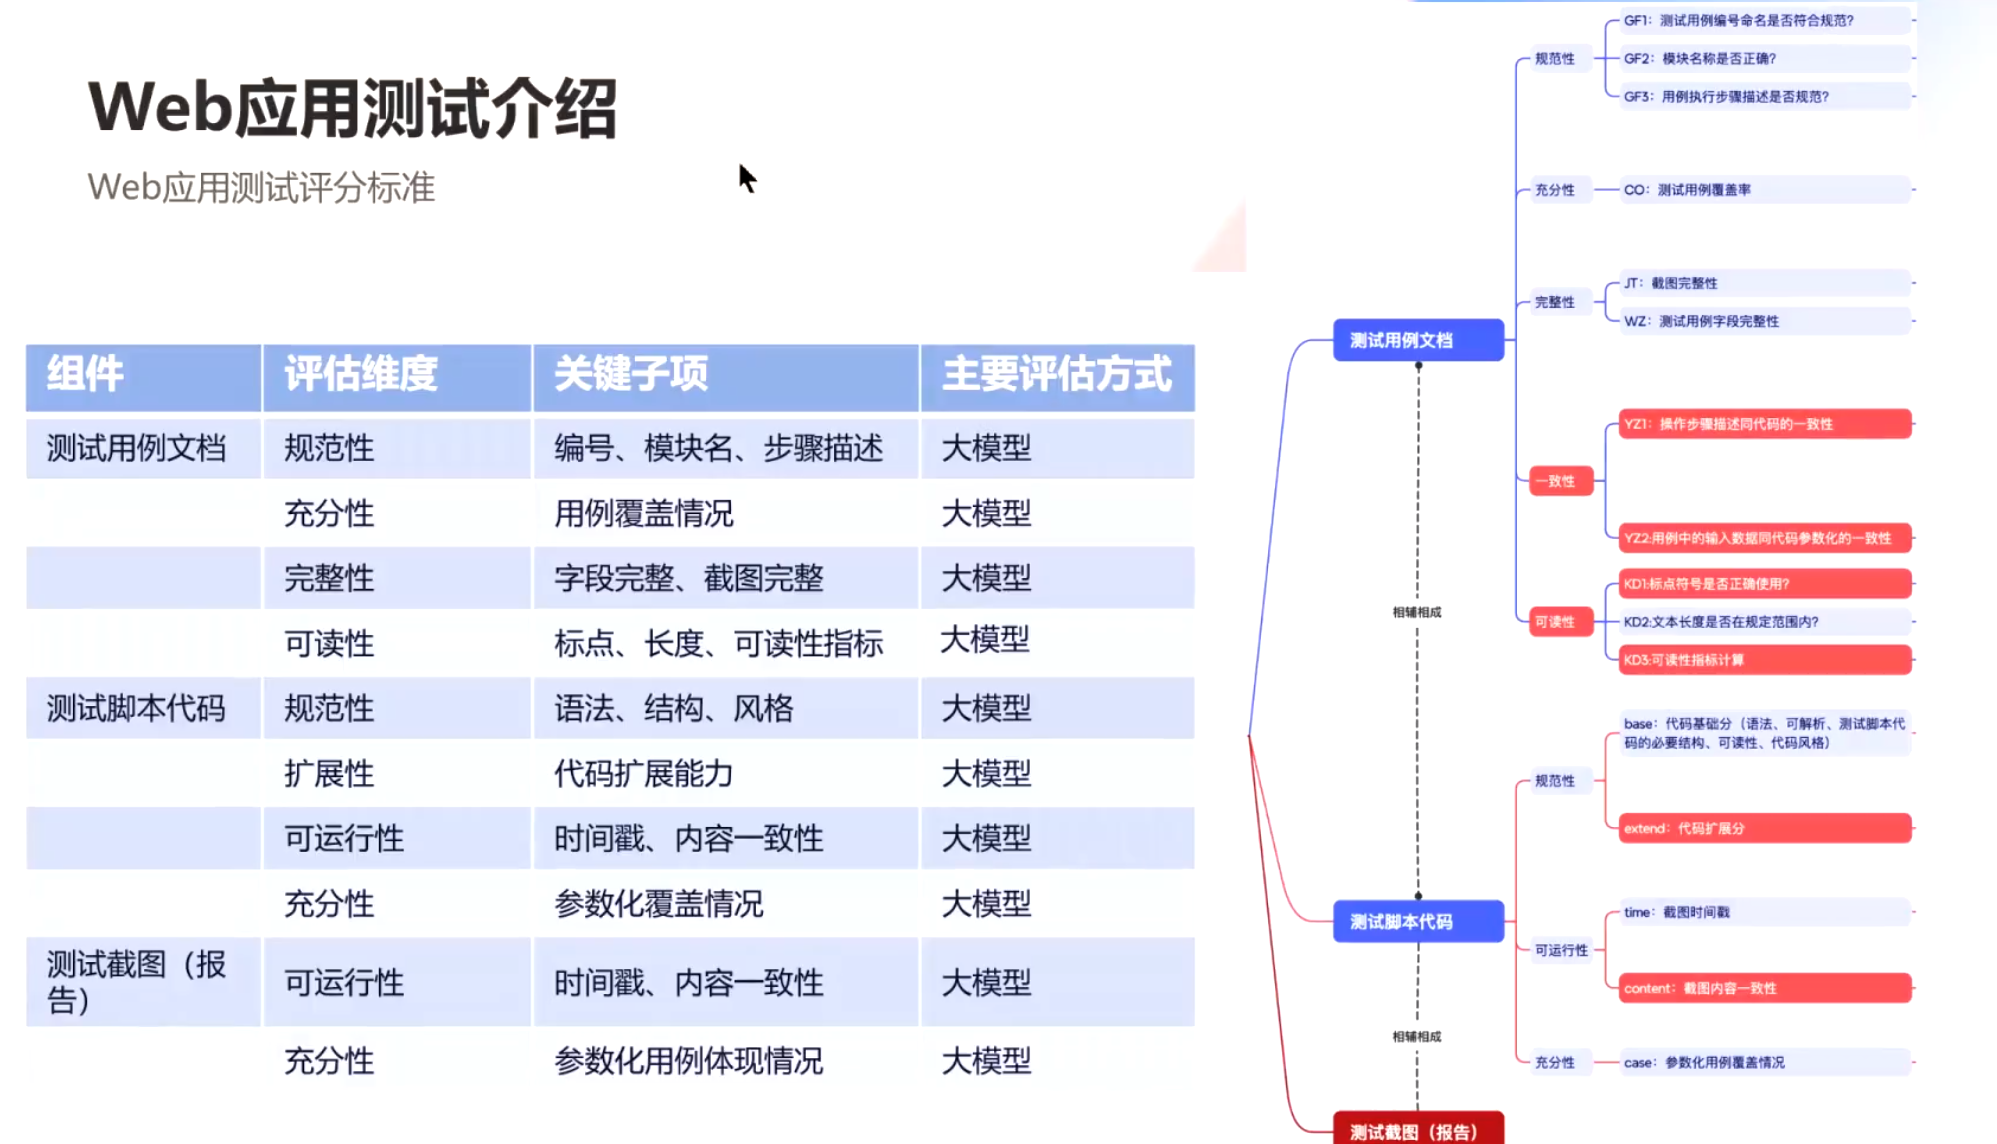 Web应用测试介绍
Web应用测试评分标准
组件 评估维度 关键子项 主要评估方式
测试用例文档 规范性 编号、模块名、步骤描述 大模型
充分性 用例覆盖情况 大模型
完整性 字段完整、截图完整 大模型
可读性 标点、长度、可读性指标 大模型
测试脚本代码 规范性 语法、结构、风格 大模型
扩展性 代码扩展能力 大模型
可运行性 时间戳、内容一致性 大模型
充分性 参数化覆盖情况 大模型
测试截图（报
告） 可运行性 时间戳、内容一致性 大模型
充分性 参数化用例体现情况 大模型
测试用例文档
规范性
GF1：测试用例编号命名是否符合规范?
GF2：模块名称是否正确?
GF3：用例执行步骤描述是否规范?
充分性
CO：测试用例覆盖率
完整性
JT：截图完整性
WZ：测试用例字段完整性
一致性
YZ1：操作步骤描述同代码的一致性
YZ2:用例中的输入数据同代码参数化的一致性
可读性
KD1:标点符号是否正确使用?
KD2:文本长度是否在规定范围内?
KD3:可读性指标计算
相辅相成
测试脚本代码
规范性
base：代码基础分（语法、可解析、测试脚本代
码的必要结构、可读性、代码风格）
extend：代码扩展分
可运行性
time：截图时间戳
content：截图内容一致性
充分性
case：参数化用例覆盖情况
相辅相成
测试截图（报告）